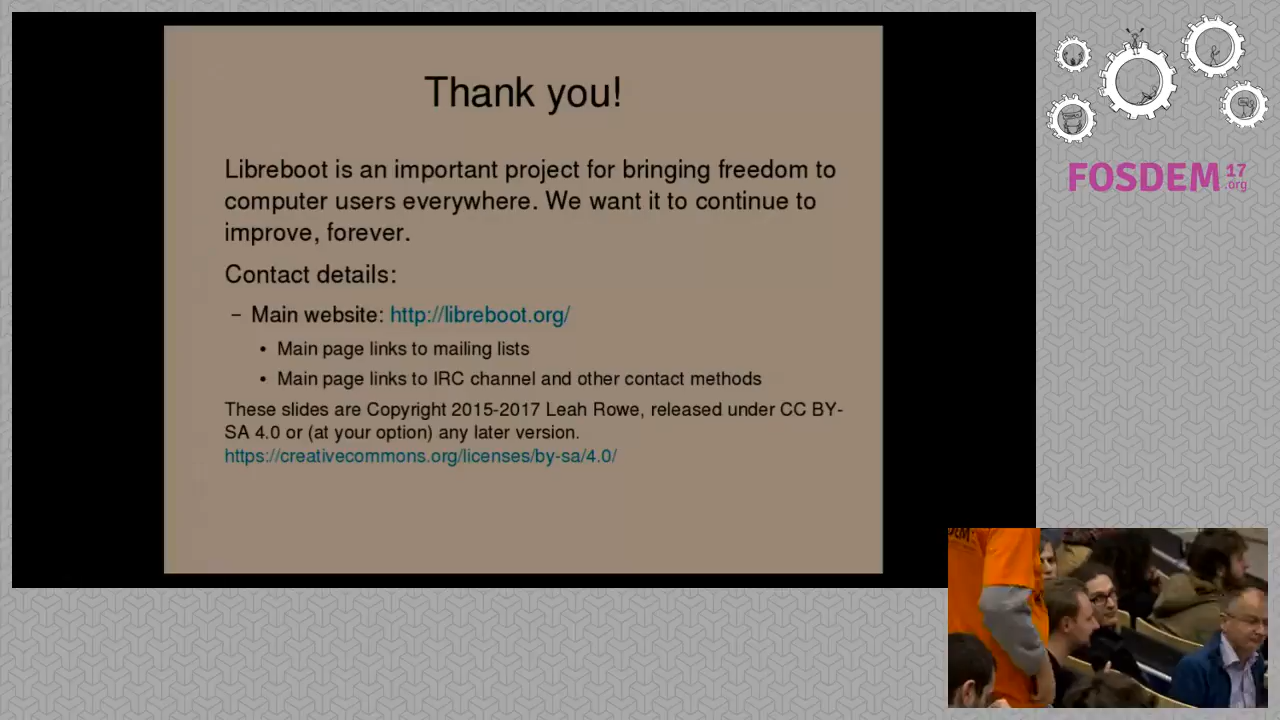 Thank you!
Libreboot is an important project for bringing freedom to
computer users everywhere. We want it to continue to
improve, forever.
Contact details:
– Main website: http://libreboot.org/
• Main page links to mailing lists
• Main page links to IRC channel and other contact methods
These slides are Copyright 2015-2017 Leah Rowe, released under CC BY-
SA 4.0 or (at your option) any later version.
https://creativecommons.org/licenses/by-sa/4.0/
FOSDEM 17
.org